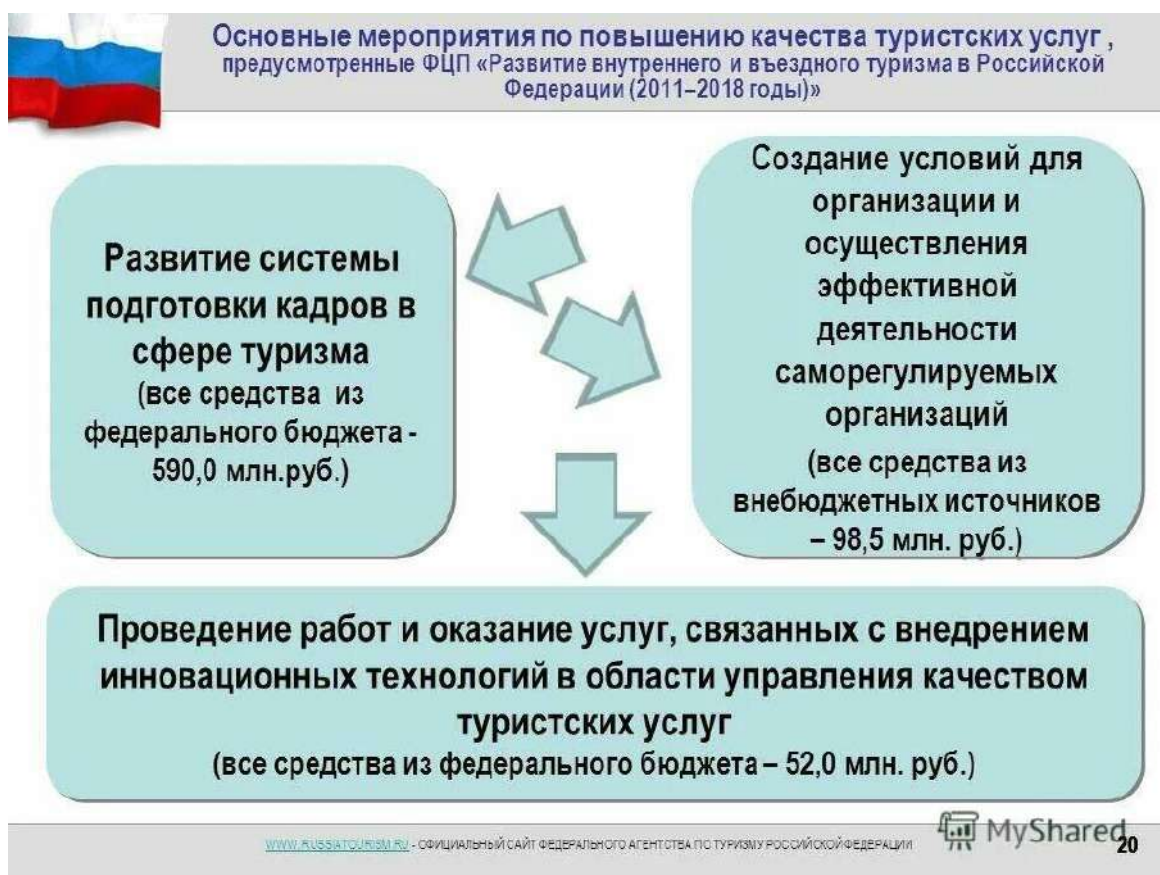 Основные мероприятия по повышению качества туристских услуг ,
предусмотренные ФЦП «Развитие внутреннего и въездного туризма в Российской
Федерации (2011–2018 годы)»
Развитие системы
подготовки кадров в
сфере туризма
(все средства из
федерального бюджета -
590,0 млн.руб.)
Создание условий для
организации и
осуществления
эффективной
деятельности
саморегулируемых
организаций
(все средства из
внебюджетных источников
– 98,5 млн. руб.)
Проведение работ и оказание услуг, связанных с внедрением
инновационных технологий в области управления качеством
туристских услуг
(все средства из федерального бюджета – 52,0 млн. руб.)
WWW.RUSSIATOURISM.RU - ОФИЦИАЛЬНЫЙ САЙТ ФЕДЕРАЛЬНОГО АГЕНТСТВА ПО ТУРИЗМУ РОССИЙСКОЙ ФЕДЕРАЦИИ
MyShared
20